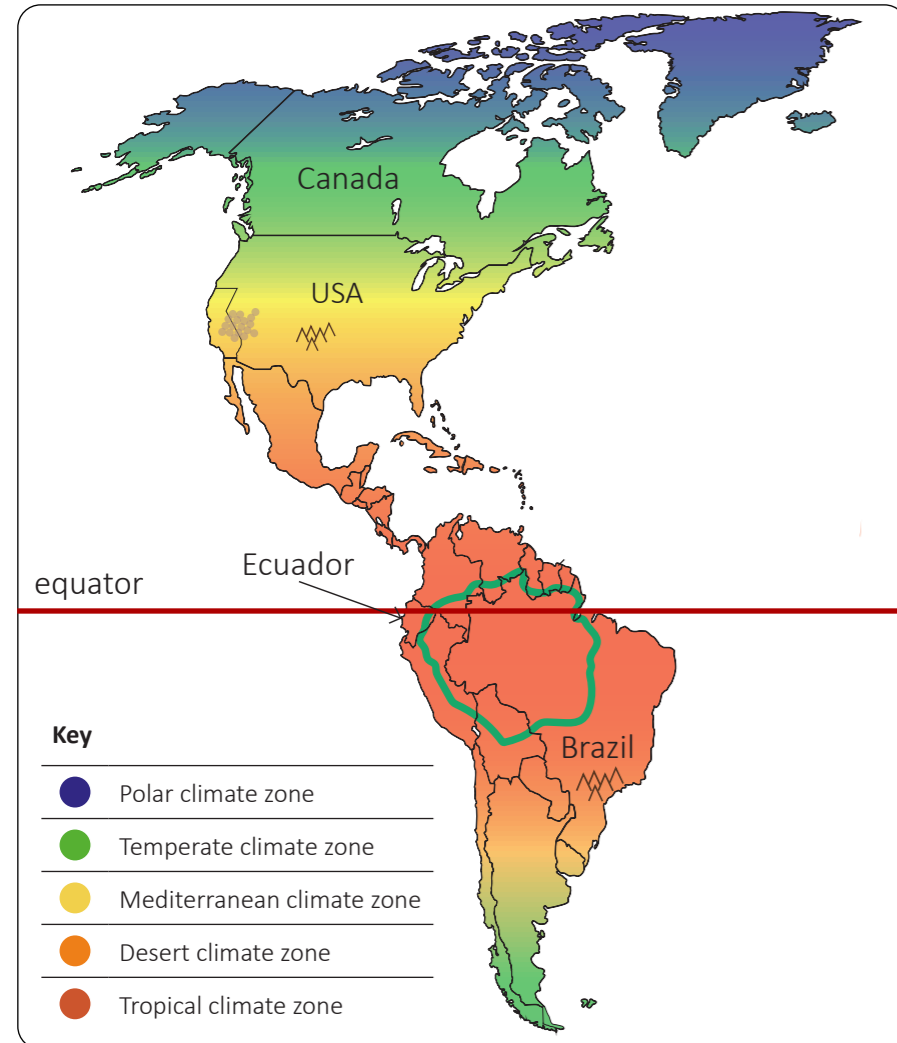 Canada
USA
Ecuador
equator
Brazil
Key
Polar climate zone
Temperate climate zone
Mediterranean climate zone
Desert climate zone
Tropical climate zone